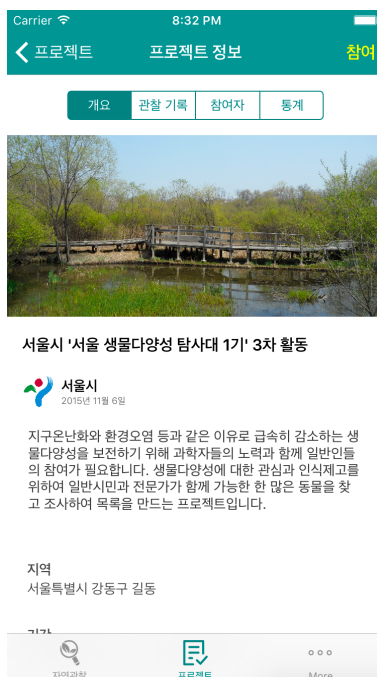 Carrier 8:32 PM
프로젝트 프로젝트 정보 참여
개요 관찰 기록 참여자 통계
서울시 '서울 생물다양성 탐사대 1기' 3차 활동
서울시
2015년 11월 6일
지구온난화와 환경오염 등과 같은 이유로 급속히 감소하는 생
물다양성을 보전하기 위해 과학자들의 노력과 함께 일반인들
의 참여가 필요합니다. 생물다양성에 대한 관심과 인식제고를
위하여 일반시민과 전문가가 함께 가능한 한 많은 동물을 찾
고 조사하여 목록을 만드는 프로젝트입니다.
지역
서울특별시 강동구 길동
자연관찰 프로젝트 More